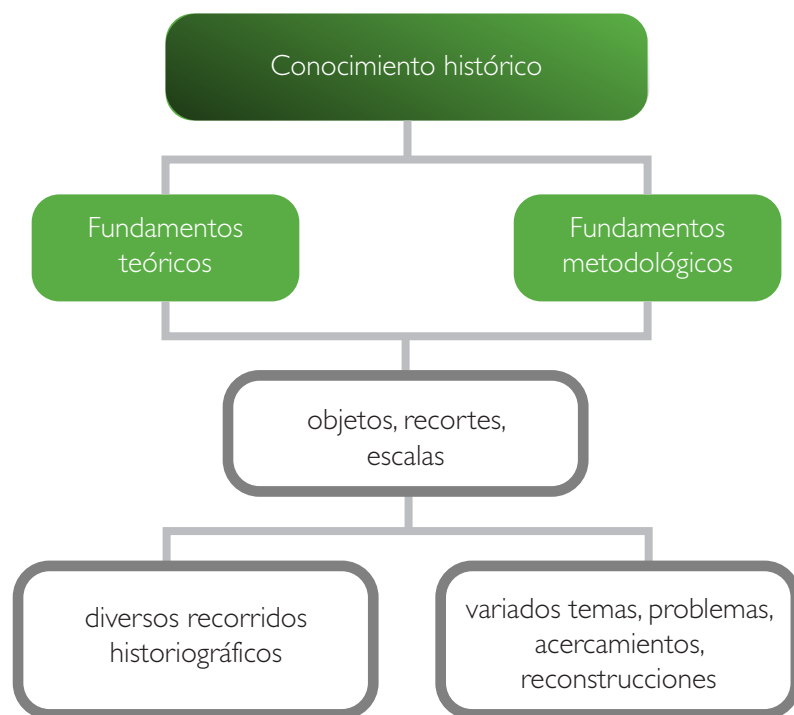 Conocimiento histórico
Fundamentos
teóricos
Fundamentos
metodológicos
objetos, recortes,
escalas
diversos recorridos
historiográficos
variados temas, problemas,
acercamientos,
reconstrucciones